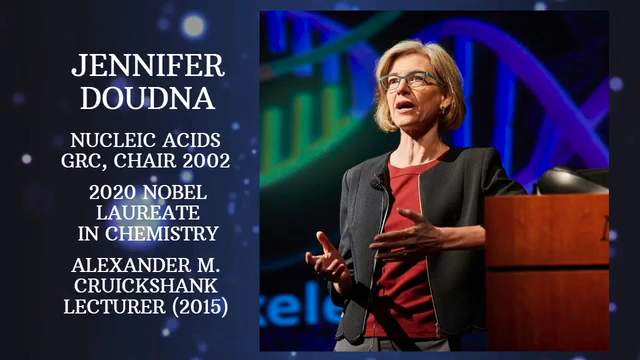 JENNIFER
DOUDNA
NUCLEIC ACIDS
GRC, CHAIR 2002
2020 NOBEL
LAUREATE
IN CHEMISTRY
ALEXANDER M.
CRUICKSHANK
LECTURER (2015)